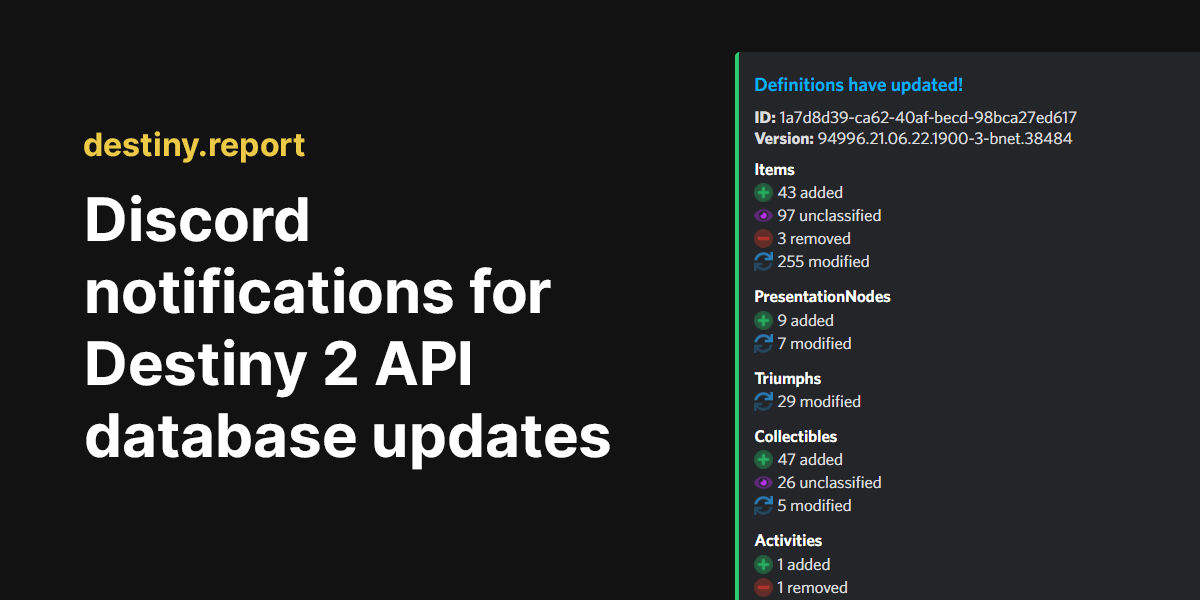 destiny.report
Discord
notifications for
Destiny 2 API
database updates
Definitions have updated!
ID: 1a7d8d39-ca62-40af-becd-98bca27ed617
Version: 94996.21.06.22.1900-3-bnet.38484
Items
43 added
97 unclassified
3 removed
255 modified
PresentationNodes
9 added
7 modified
Triumphs
29 modified
Collectibles
47 added
26 unclassified
5 modified
Activities
1 added
1 removed